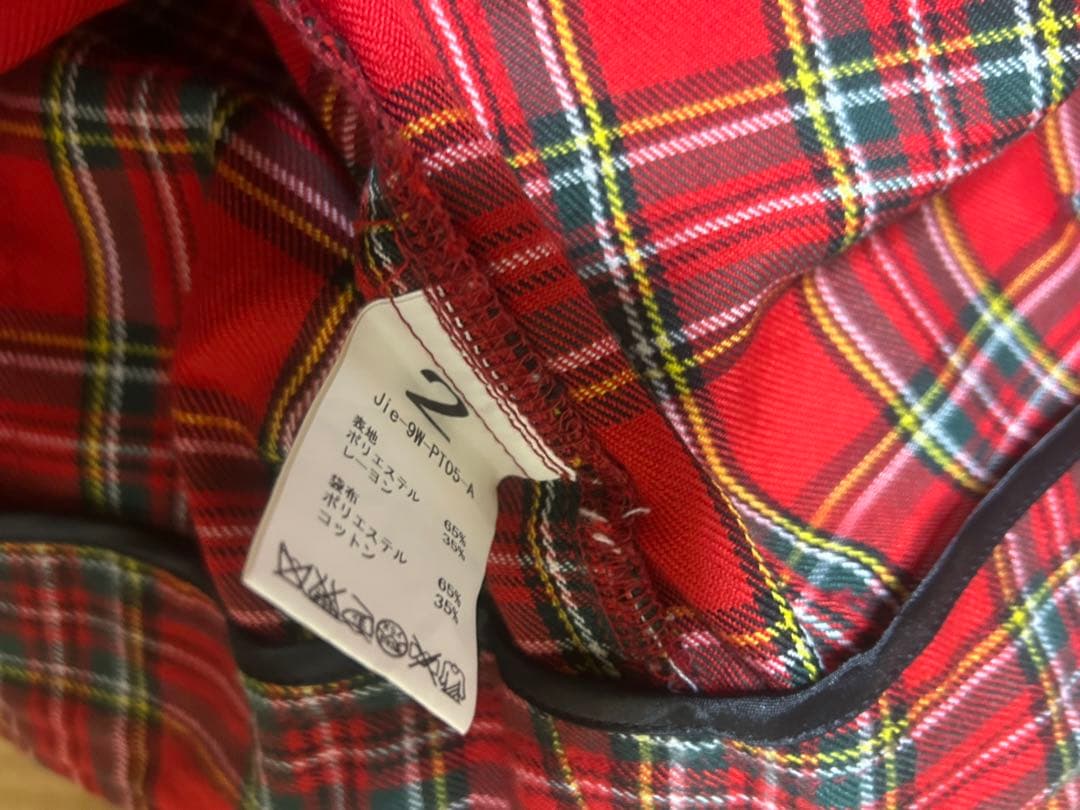 2
Jie-9W-PT05-A
表地
ポリエステル 65%
レーヨン 35%
袋布
ポリエステル 65%
コットン 35%